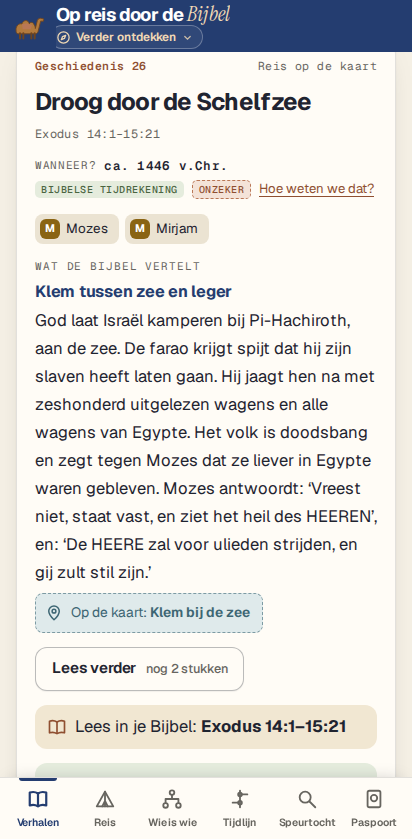 Op reis door de Bijbel
Verder ontdekken
Geschiedenis 26
Reis op de kaart
Droog door de Schelfzee
Exodus 14:1–15:21
WANNEER? ca. 1446 v.Chr.
BIJBELSE TIJDREKENING ONZEKER Hoe weten we dat?
M Mozes M Mirjam
WAT DE BIJBEL VERTELT
Klem tussen zee en leger
God laat Israël kamperen bij Pi-Hachiroth,
aan de zee. De farao krijgt spijt dat hij zijn
slaven heeft laten gaan. Hij jaagt hen na met
zeshonderd uitgelezen wagens en alle
wagens van Egypte. Het volk is doodsbang
en zegt tegen Mozes dat ze liever in Egypte
waren gebleven. Mozes antwoordt: ‘Vreest
niet, staat vast, en ziet het heil des HEEREN’,
en: ‘De HEERE zal voor ulieden strijden, en
gij zult stil zijn.’
Op de kaart: Klem bij de zee
Lees verder nog 2 stukken
Lees in je Bijbel: Exodus 14:1–15:21
Verhalen Reis Wie is wie Tijdlijn Speurtocht Paspoort